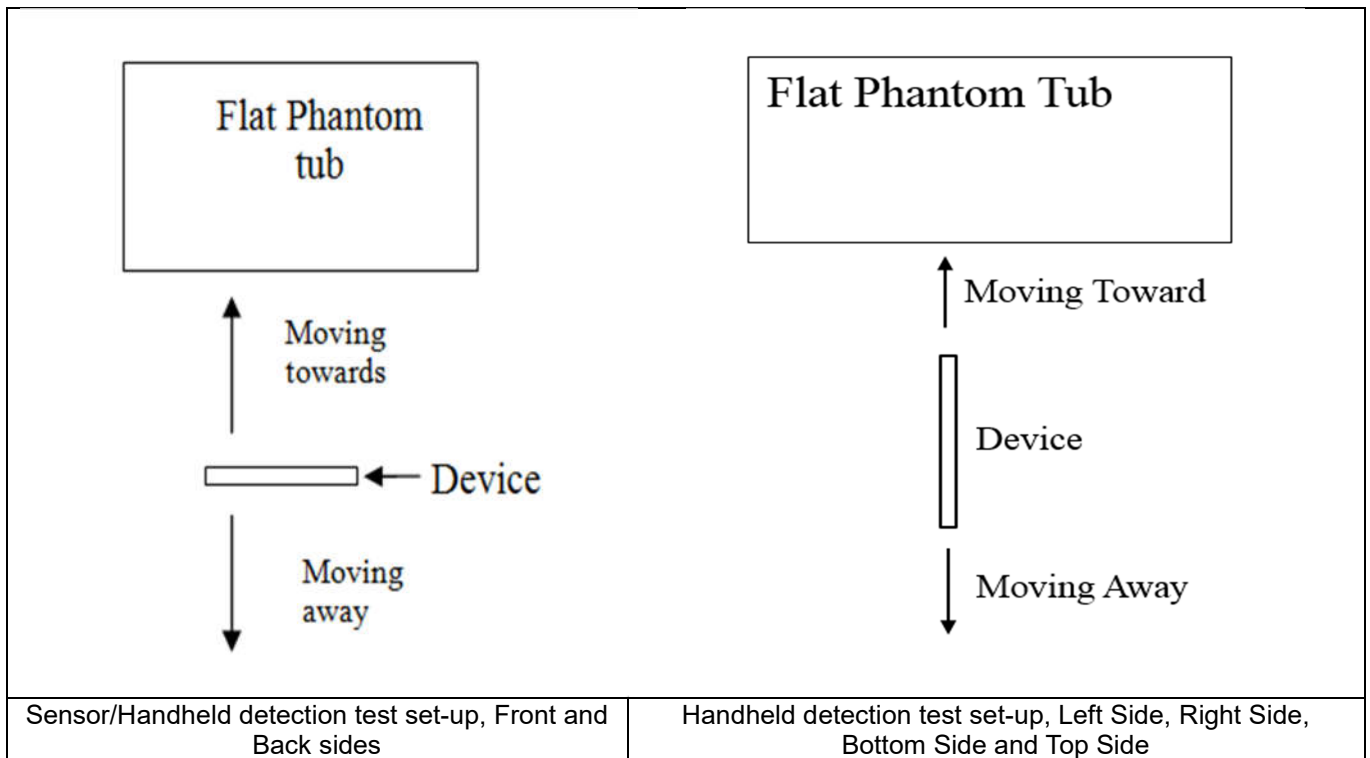 Flat Phantom
tub
Moving
towards
Device
Moving
away
Flat Phantom Tub
Moving Toward
Device
Moving Away
Sensor/Handheld detection test set-up, Front and
Back sides
Handheld detection test set-up, Left Side, Right Side,
Bottom Side and Top Side